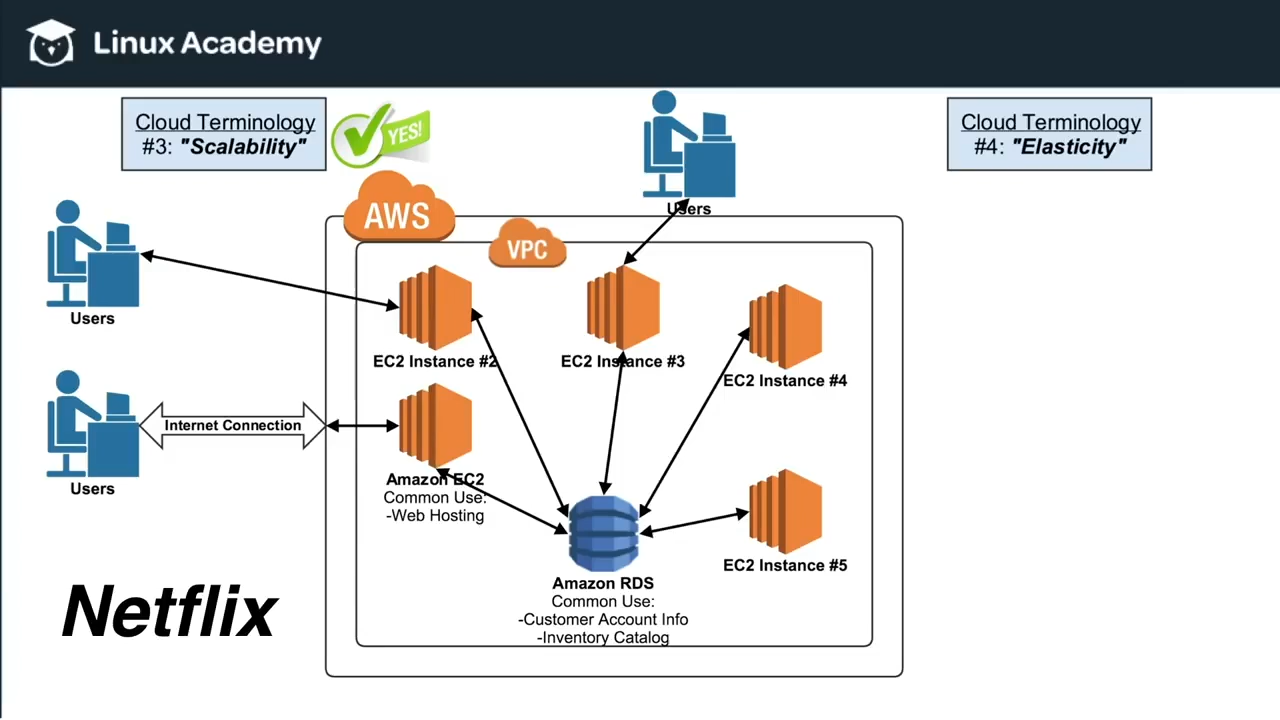 Linux Academy
Cloud Terminology
#3: "Scalability"
YES!
Cloud Terminology
#4: "Elasticity"
Users
AWS
VPC
Users
EC2 Instance #2
EC2 Instance #3
EC2 Instance #4
Internet Connection
Users
Amazon EC2
Common Use:
-Web Hosting
EC2 Instance #5
Amazon RDS
Common Use:
-Customer Account Info
-Inventory Catalog
Netflix